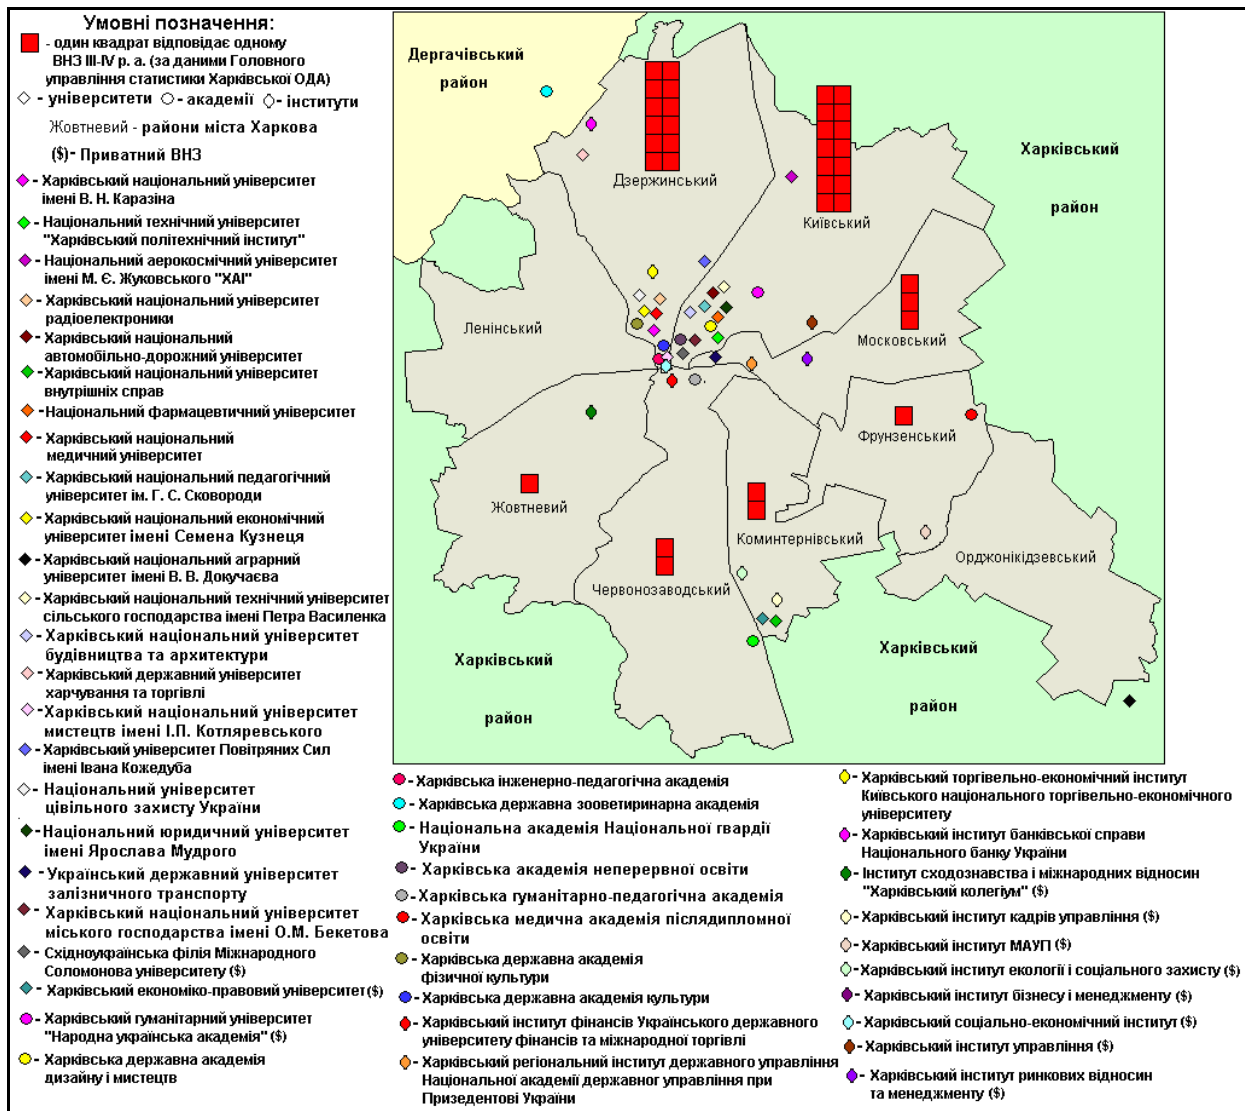 Умовні позначення:
- один квадрат відповідає одному
ВНЗ III-IV р. а. (за даними Головного
управління статистики Харківської ОДА)
- університети - академії - інститути
Жовтневий - райони міста Харкова
($)- Приватний ВНЗ
- Харківський національний університет
імені В. Н. Каразіна
- Національний технічний університет
"Харківський політехнічний інститут"
- Національний аерокосмічний університет
імені М. Є. Жуковського "ХАІ"
- Харківський національний університет
радіоелектроники
- Харківський національний
автомобільно-дорожний університет
- Харківський національний університет
внутрішніх справ
- Національний фармацевтичний університет
- Харківський національний
медичний університет
- Харківський національний педагогічний
університет ім. Г. С. Сковороди
- Харківський національний економічний
університет імені Семена Кузнеця
- Харківський національний аграрний
університет імені В. В. Докучаєва
- Харківський національний технічний університет
сільського господарства імені Петра Василенка
- Харківський національний університет
будівництва та архитектури
- Харківський державний університет
харчування та торгівлі
- Харківський національний університет
мистецтв імені І.П. Котляревського
- Харківський університет Повітряних Сил
імені Івана Кожедуба
- Національний університет
цівільного захисту України
- Національний юридичний університет
імені Ярослава Мудрого
- Український державний університет
залізничного транспорту
- Харківський національний університет
міського господарства імені О.М. Бекетова
- Східноукраїнська філія Міжнародного
Соломонова університету ($)
- Харківський економіко-правовий університет ($)
- Харківський гуманітарний університет
"Народна українська академія" ($)
- Харківська державна академія
дизайну і мистецтв
Дергачівський
район
Дзержинський
Київський
Харківський
район
Ленінський
Московський
Фрунзенський
Жовтневий
Коминтернівський
Орджонікідзевський
Червонозаводський
Харківський
район
Харківський
район
- Харківська інженерно-педагогічна академія
- Харківська державна зооветиринарна академія
- Національна академія Національної гвардії
України
- Харківська академія неперервної освіти
- Харківська гуманітарно-педагогічна академія
- Харківська медична академія післядипломної
освіти
- Харківська державна академія
фізичної культури
- Харківська державна академія культури
- Харківський інститут фінансів Українського державного
університету фінансів та міжнародної торгівлі
- Харківський регіональний інститут державного управління
Національної академії державног управління при
Призедентові України
- Харківський торгівельно-економічний інститут
Київського національного торгівельно-економічного
університету
- Харківський інститут банківської справи
Національного банку України
- Інститут сходознавства і міжнародних відносин
"Харківський колегіум" ($)
- Харківський інститут кадрів управління ($)
- Харківський інститут МАУП ($)
- Харківський інститут екології і соціального захисту ($)
- Харківський інститут бізнесу і менеджменту ($)
- Харківський соціально-економічний інститут ($)
- Харківський інститут управління ($)
- Харківський інститут ринкових відносин
та менеджменту ($)